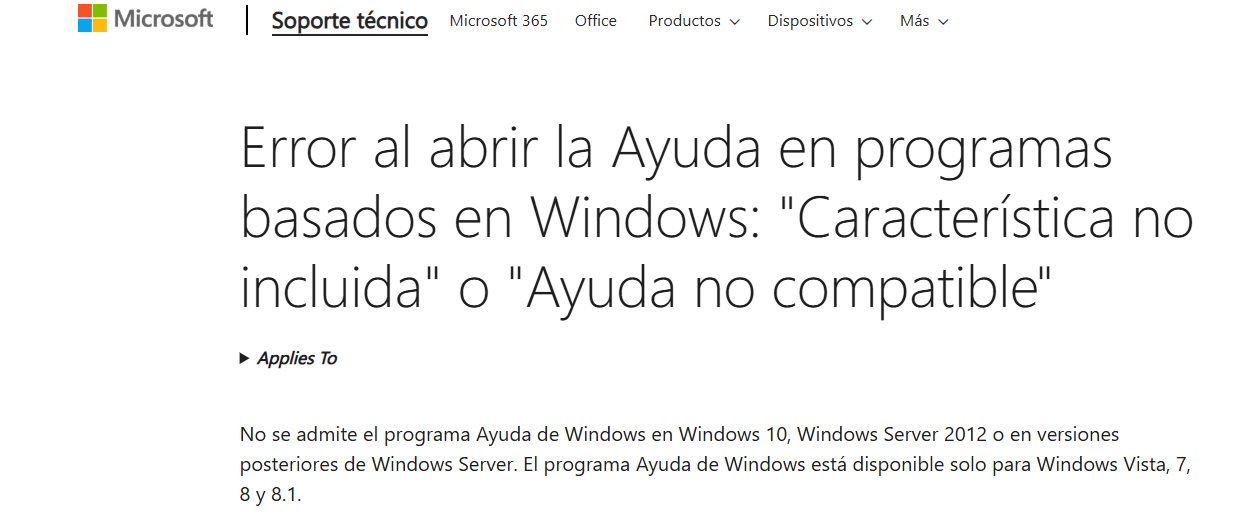 Microsoft
Soporte técnico
Microsoft 365
Office
Productos
Dispositivos
Más
Error al abrir la Ayuda en programas
basados en Windows: "Característica no
incluida" o "Ayuda no compatible"
Applies To
No se admite el programa Ayuda de Windows en Windows 10, Windows Server 2012 o en versiones
posteriores de Windows Server. El programa Ayuda de Windows está disponible solo para Windows Vista, 7,
8 y 8.1.